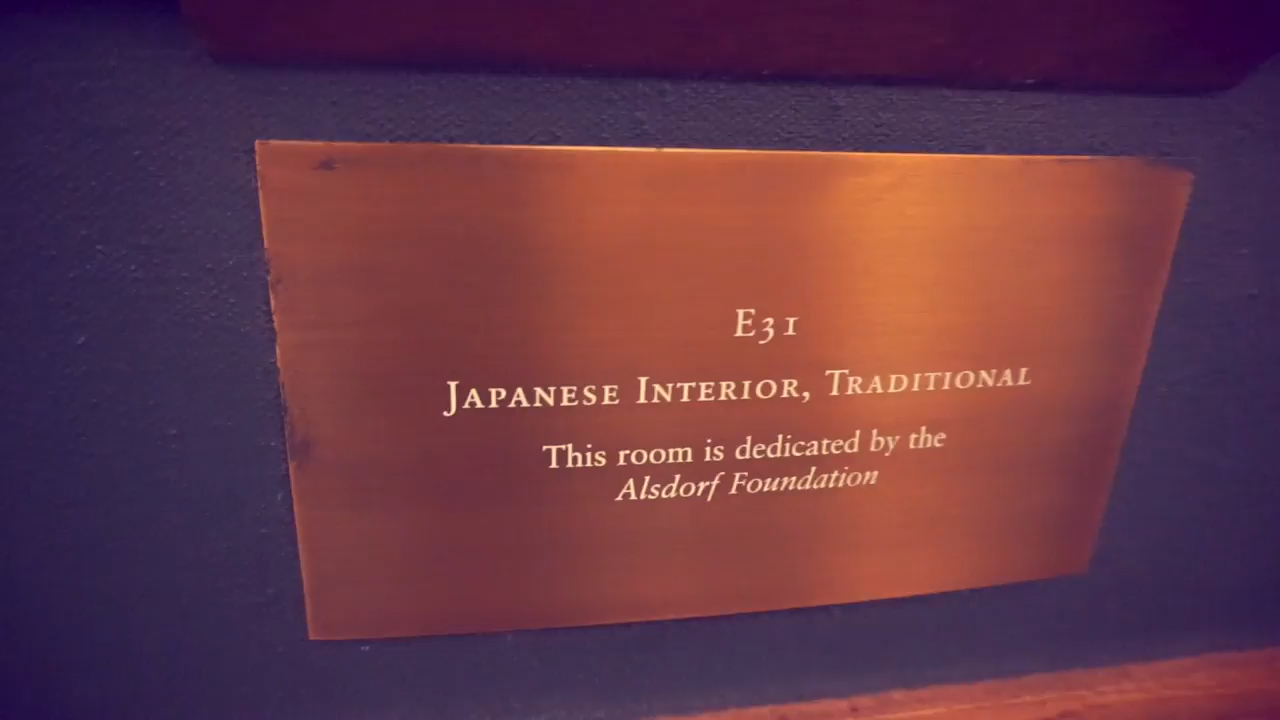 E31
Japanese Interior, Traditional
This room is dedicated by the
Alsdorf Foundation